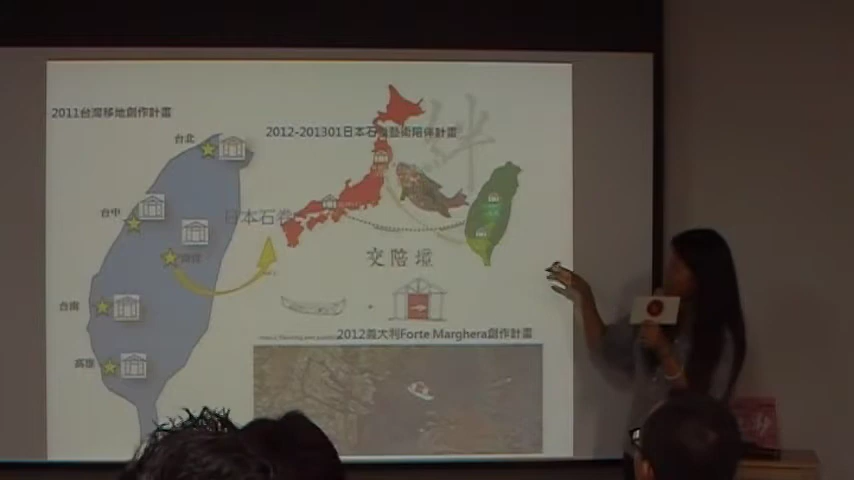 2011台灣移地創作計畫
台北
2012-201301日本石卷藝術陪伴計畫
絆
台中
日本石卷
交陪境
台南
2012義大利Forte Marghera創作計畫
高雄